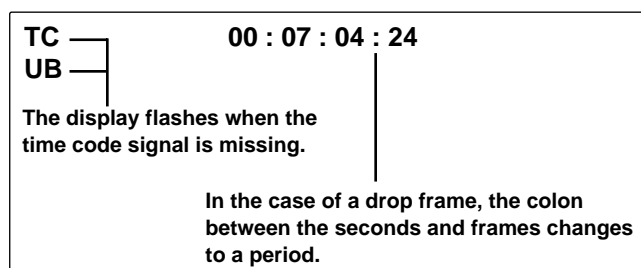 TC 00 : 07 : 04 : 24
UB
The display flashes when the
time code signal is missing.
In the case of a drop frame, the colon
between the seconds and frames changes
to a period.